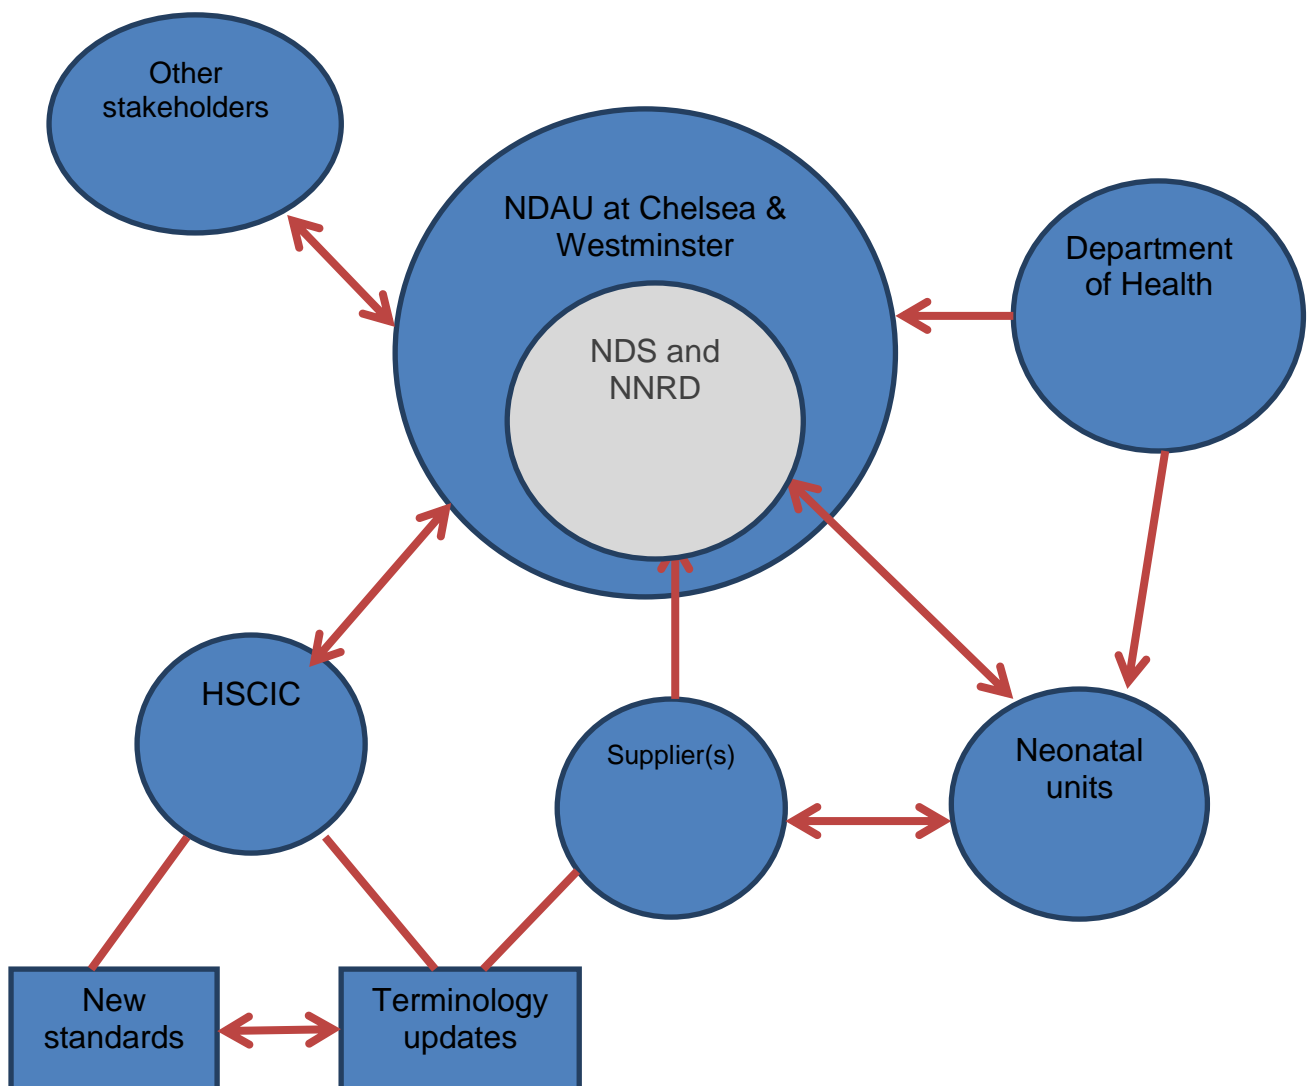 Other
stakeholders
NDAU at Chelsea &
Westminster
Department
of Health
NDS and
NNRD
HSCIC
Supplier(s)
Neonatal
units
New
standards
Terminology
updates